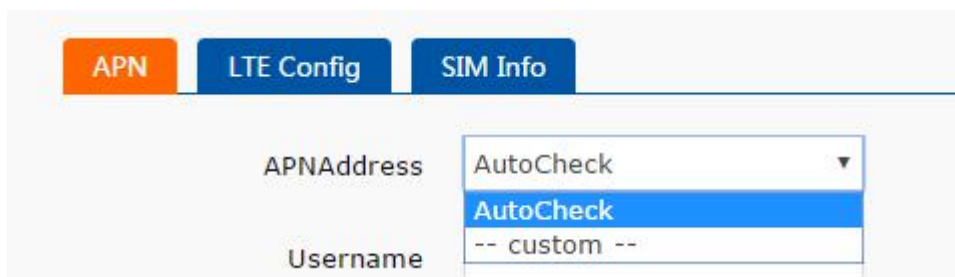 APN LTE Config SIM Info
APNAddress AutoCheck
AutoCheck
-- custom --
Username